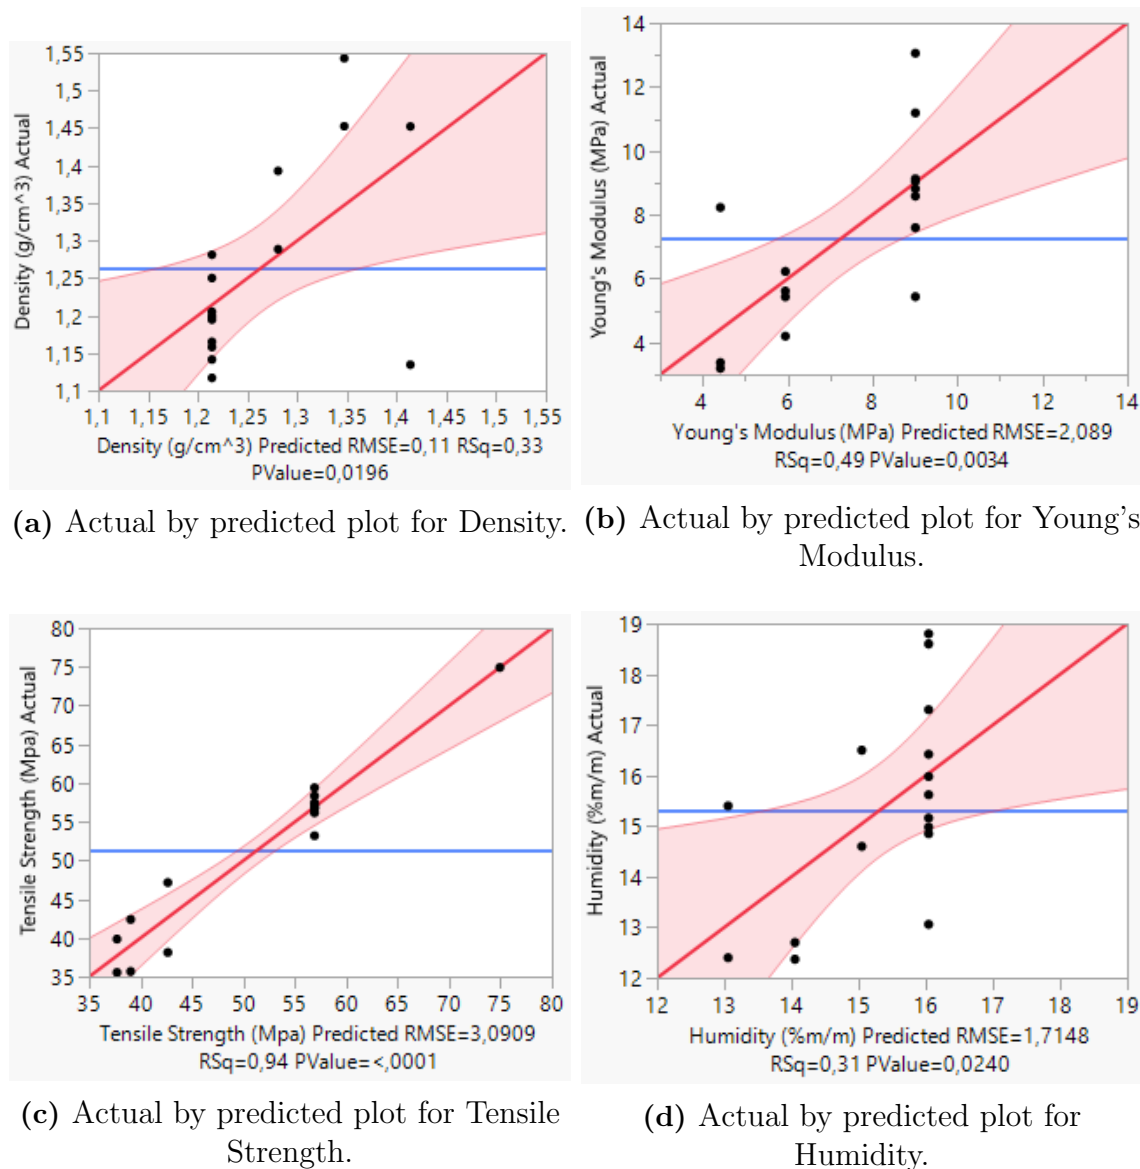 Density (g/cm^3) Actual
1,55
1,5
1,45
1,4
1,35
1,3
1,25
1,2
1,15
1,1
1,1 1,15 1,2 1,25 1,3 1,35 1,4 1,45 1,5 1,55
Density (g/cm^3) Predicted RMSE=0,11 RSq=0,33
PValue=0,0196
(a) Actual by predicted plot for Density.
Young's Modulus (MPa) Actual
14
12
10
8
6
4
4 6 8 10 12 14
Young's Modulus (MPa) Predicted RMSE=2,089
RSq=0,49 PValue=0,0034
(b) Actual by predicted plot for Young's
Modulus.
Tensile Strength (Mpa) Actual
80
75
70
65
60
55
50
45
40
35
35 40 45 50 55 60 65 70 75 80
Tensile Strength (Mpa) Predicted RMSE=3,0909
RSq=0,94 PValue=<,0001
(c) Actual by predicted plot for Tensile
Strength.
Humidity (%m/m) Actual
19
18
17
16
15
14
13
12
12 13 14 15 16 17 18 19
Humidity (%m/m) Predicted RMSE=1,7148
RSq=0,31 PValue=0,0240
(d) Actual by predicted plot for
Humidity.